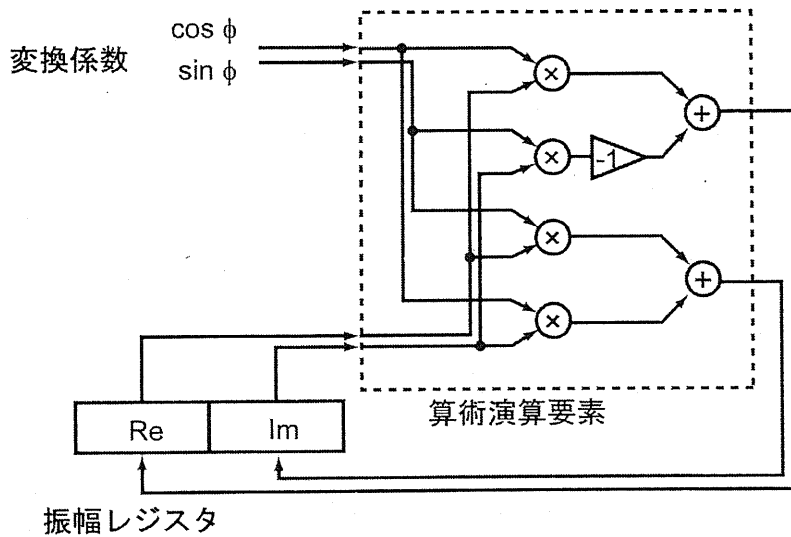 cos ϕ
変換係数
sin ϕ
×
+
×
-1
×
+
×
算術演算要素
Re
Im
振幅レジスタ